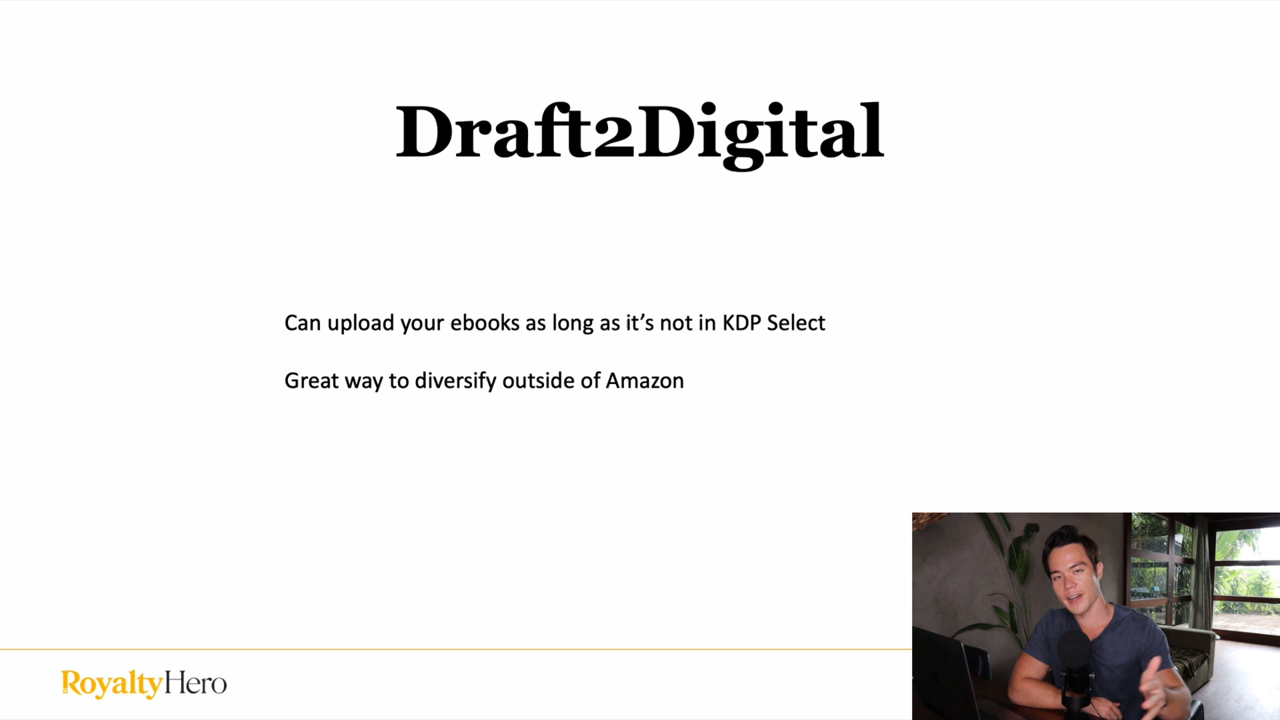 Draft2Digital
Can upload your ebooks as long as it’s not in KDP Select
Great way to diversify outside of Amazon
RoyaltyHero